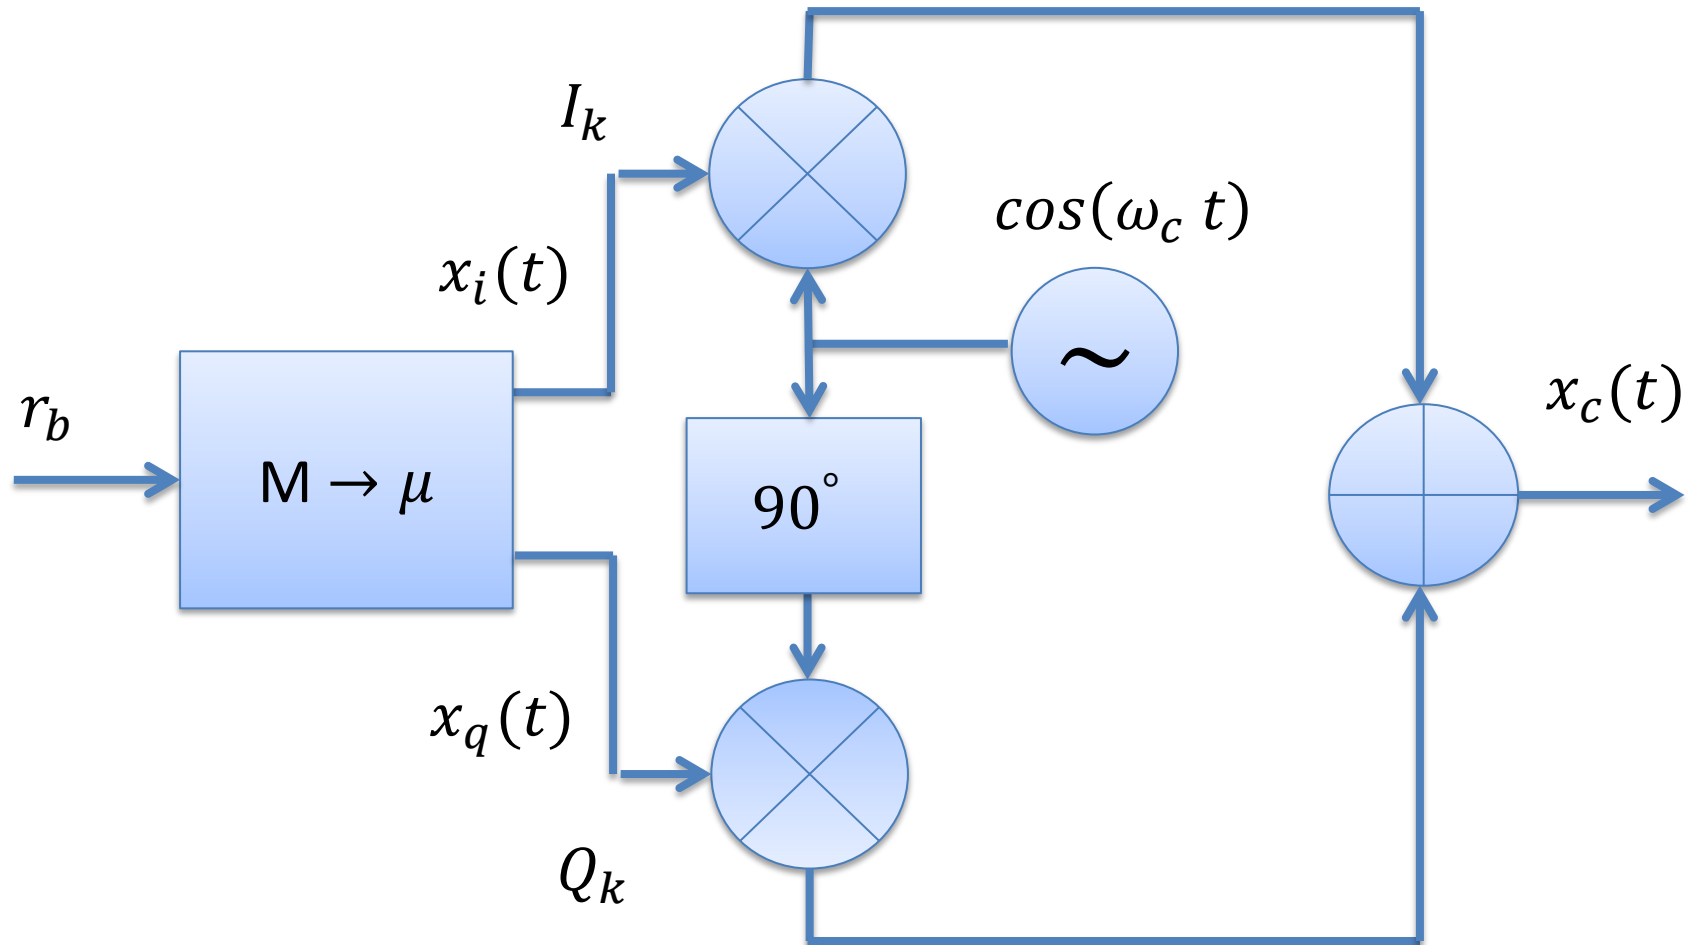 I_k
cos(ω_c t)
x_i(t)
~
r_b
x_c(t)
M → μ
90°
x_q(t)
Q_k